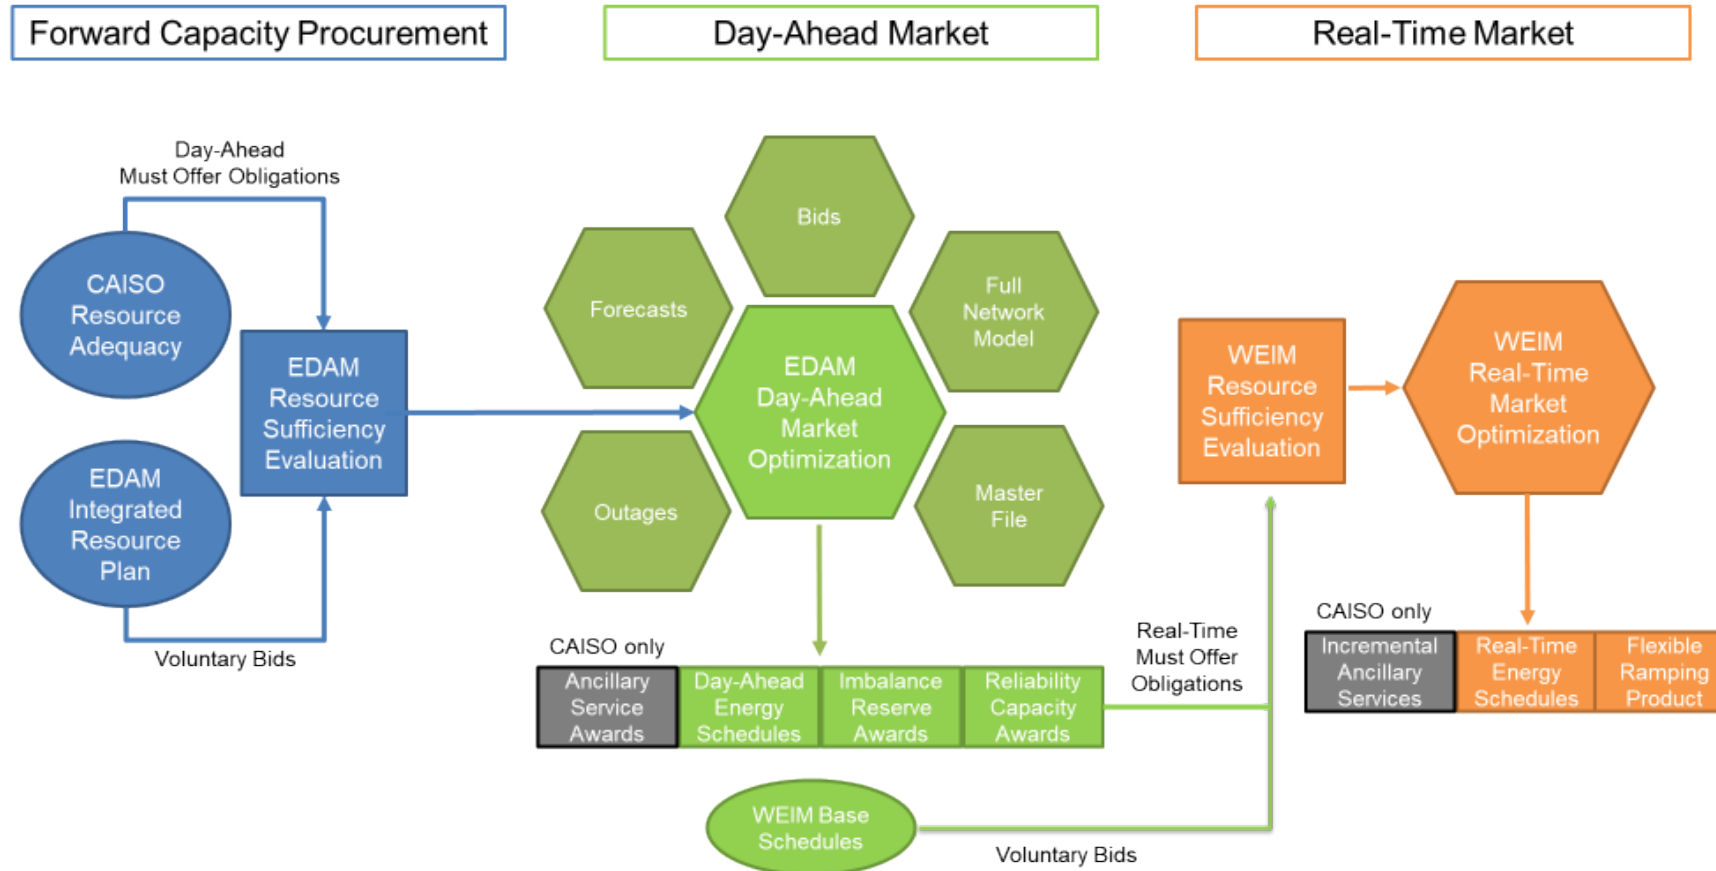 Forward Capacity Procurement
Day-Ahead Market
Real-Time Market
Day-Ahead
Must Offer Obligations
CAISO
Resource
Adequacy
EDAM
Resource
Sufficiency
Evaluation
EDAM
Integrated
Resource
Plan
Voluntary Bids
Bids
Forecasts
Full
Network
Model
EDAM
Day-Ahead
Market
Optimization
Outages
Master
File
CAISO only
Ancillary
Service
Awards
Day-Ahead
Energy
Schedules
Imbalance
Reserve
Awards
Reliability
Capacity
Awards
Real-Time
Must Offer
Obligations
WEIM Base
Schedules
Voluntary Bids
WEIM
Resource
Sufficiency
Evaluation
WEIM
Real-Time
Market
Optimization
CAISO only
Incremental
Ancillary
Services
Real-Time
Energy
Schedules
Flexible
Ramping
Product